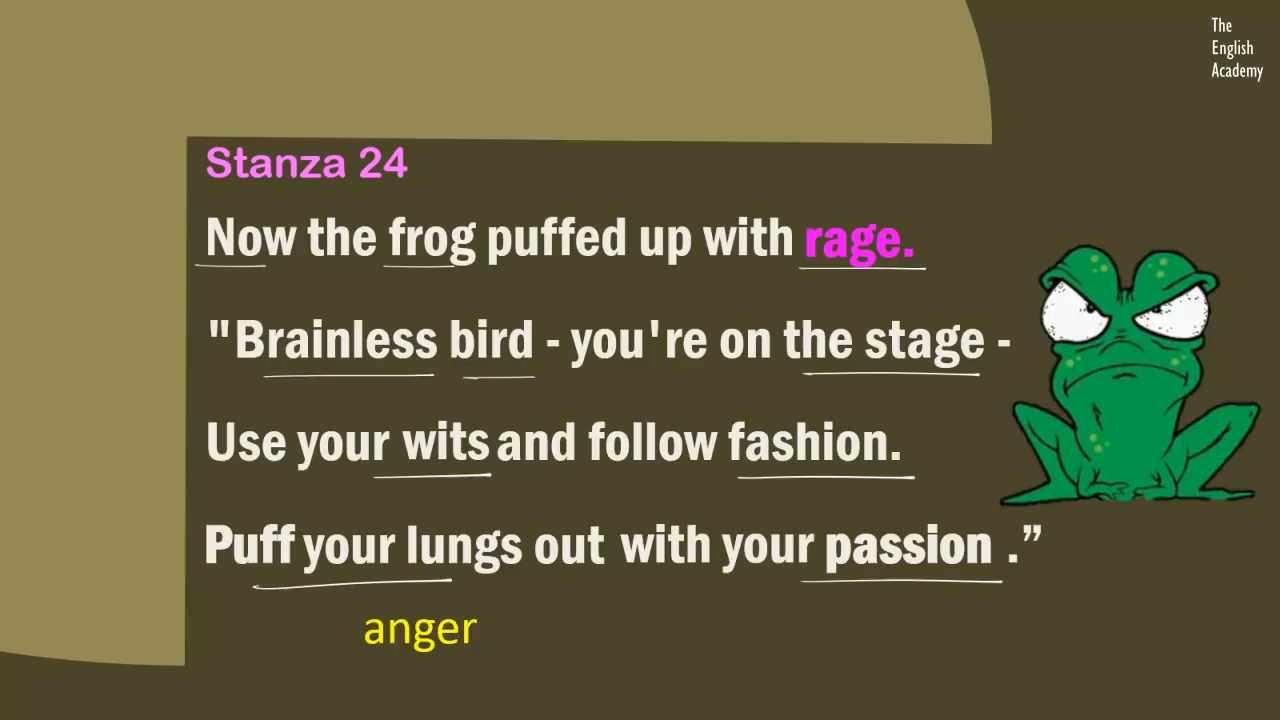 The
English
Academy
Stanza 24
Now the frog puffed up with rage.
"Brainless bird - you're on the stage -
Use your wits and follow fashion.
Puff your lungs out with your passion .”
anger